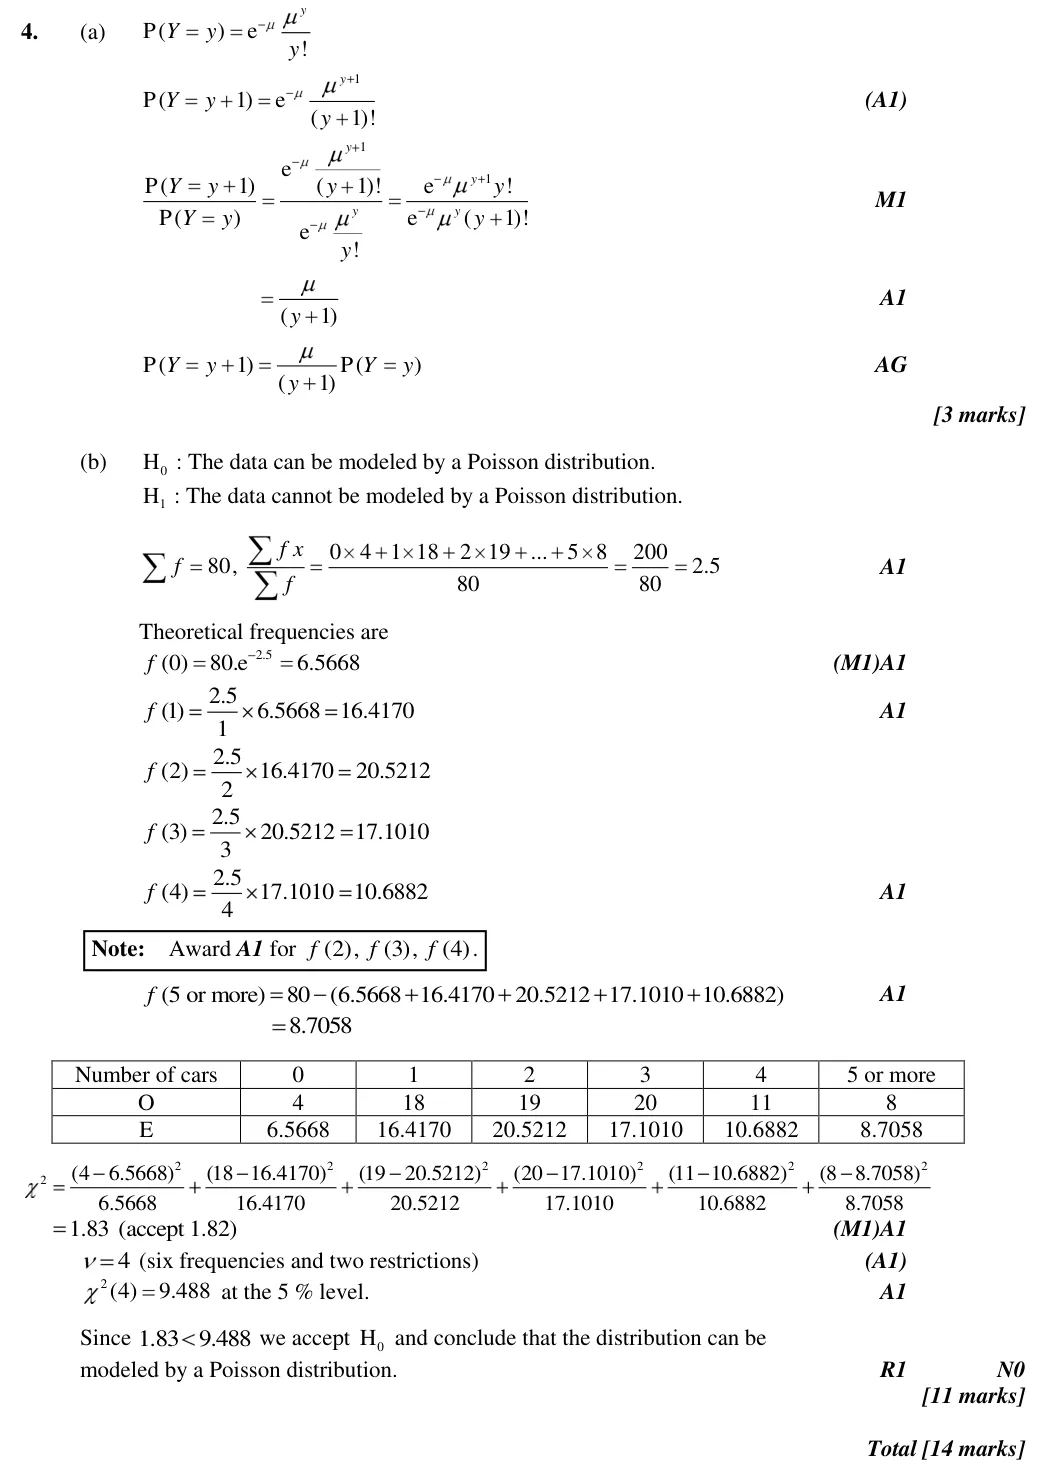 4. (a) P(Y = y) = e^{−μ} μ^y / y!
P(Y = y + 1) = e^{−μ} μ^{y+1} / (y + 1)! (A1)
P(Y = y + 1) / P(Y = y) = (e^{−μ} μ^{y+1} / (y + 1)!) / (e^{−μ} μ^y / y!) = e^{−μ} μ^{y+1} y! / e^{−μ} μ^y (y + 1)! M1
= μ / (y + 1) A1
P(Y = y + 1) = μ / (y + 1) P(Y = y) AG
[3 marks]
(b) H₀ : The data can be modeled by a Poisson distribution.
H₁ : The data cannot be modeled by a Poisson distribution.
∑ f = 80, ∑ f x / ∑ f = (0×4 + 1×18 + 2×19 + ... + 5×8) / 80 = 200 / 80 = 2.5 A1
Theoretical frequencies are
f (0) = 80.e^{−2.5} = 6.5668 (M1)A1
f (1) = 2.5/1 × 6.5668 = 16.4170 A1
f (2) = 2.5/2 × 16.4170 = 20.5212
f (3) = 2.5/3 × 20.5212 = 17.1010
f (4) = 2.5/4 × 17.1010 = 10.6882 A1
Note: Award A1 for f (2), f (3), f (4).
f (5 or more) = 80 − (6.5668 + 16.4170 + 20.5212 + 17.1010 + 10.6882) A1
= 8.7058
Number of cars 0 1 2 3 4 5 or more
O 4 18 19 20 11 8
E 6.5668 16.4170 20.5212 17.1010 10.6882 8.7058
χ² = (4 − 6.5668)² / 6.5668 + (18 − 16.4170)² / 16.4170 + (19 − 20.5212)² / 20.5212 + (20 − 17.1010)² / 17.1010 + (11 − 10.6882)² / 10.6882 + (8 − 8.7058)² / 8.7058
= 1.83 (accept 1.82) (M1)A1
ν = 4 (six frequencies and two restrictions) (A1)
χ²(4) = 9.488 at the 5 % level. A1
Since 1.83 < 9.488 we accept H₀ and conclude that the distribution can be
modeled by a Poisson distribution. R1 N0
[11 marks]
Total [14 marks]